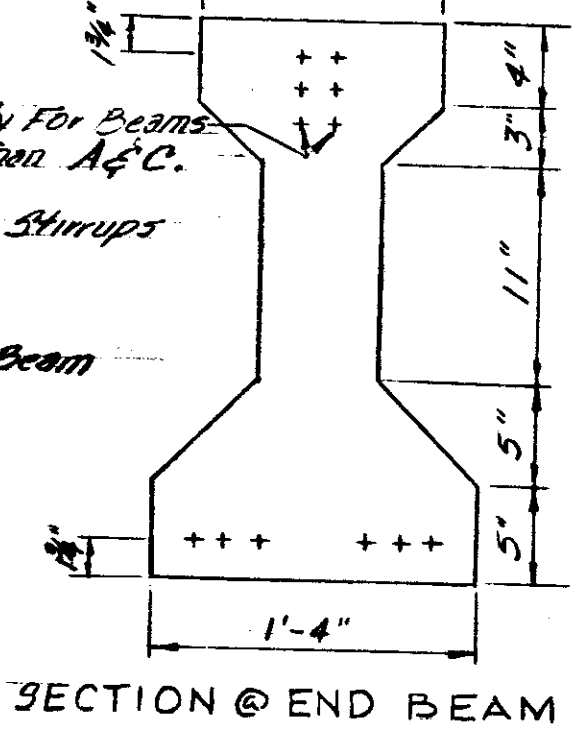 1¾"
4"
For Beams
3"
A&C.
Stirrups
11"
Beam
5"
5"
1¾"
1'-4"
SECTION @ END BEAM